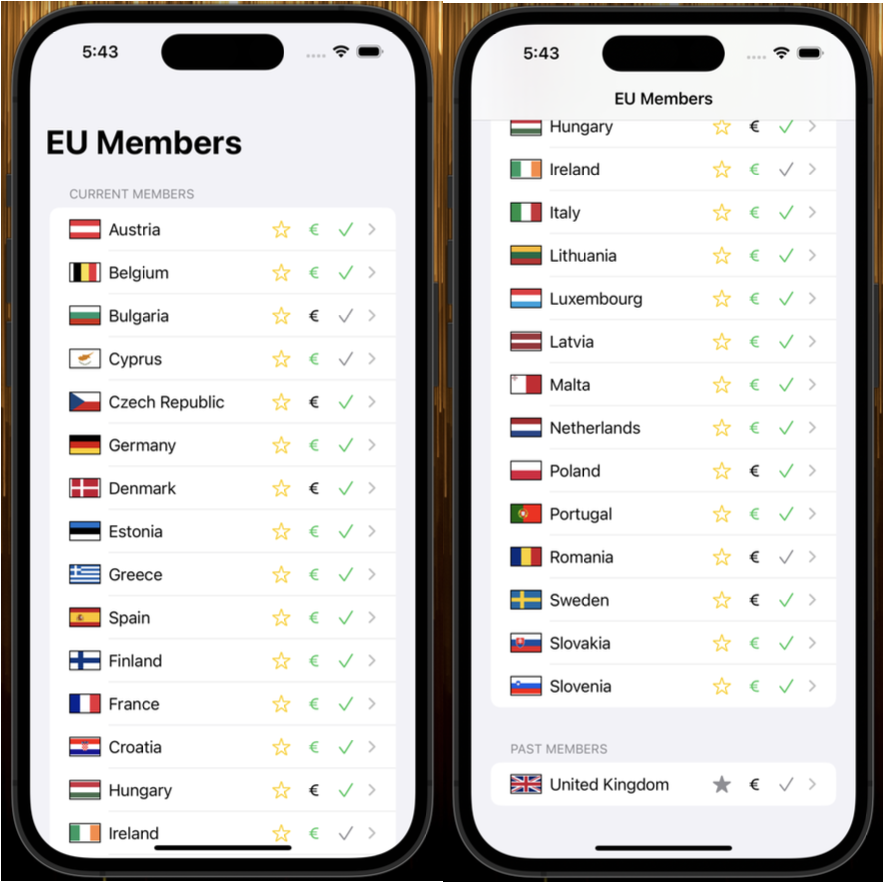 5:43
EU Members
CURRENT MEMBERS
Austria €
Belgium €
Bulgaria €
Cyprus €
Czech Republic €
Germany €
Denmark €
Estonia €
Greece €
Spain €
Finland €
France €
Croatia €
Hungary €
Ireland €
5:43
EU Members
Hungary €
Ireland €
Italy €
Lithuania €
Luxembourg €
Latvia €
Malta €
Netherlands €
Poland €
Portugal €
Romania €
Sweden €
Slovakia €
Slovenia €
PAST MEMBERS
United Kingdom €